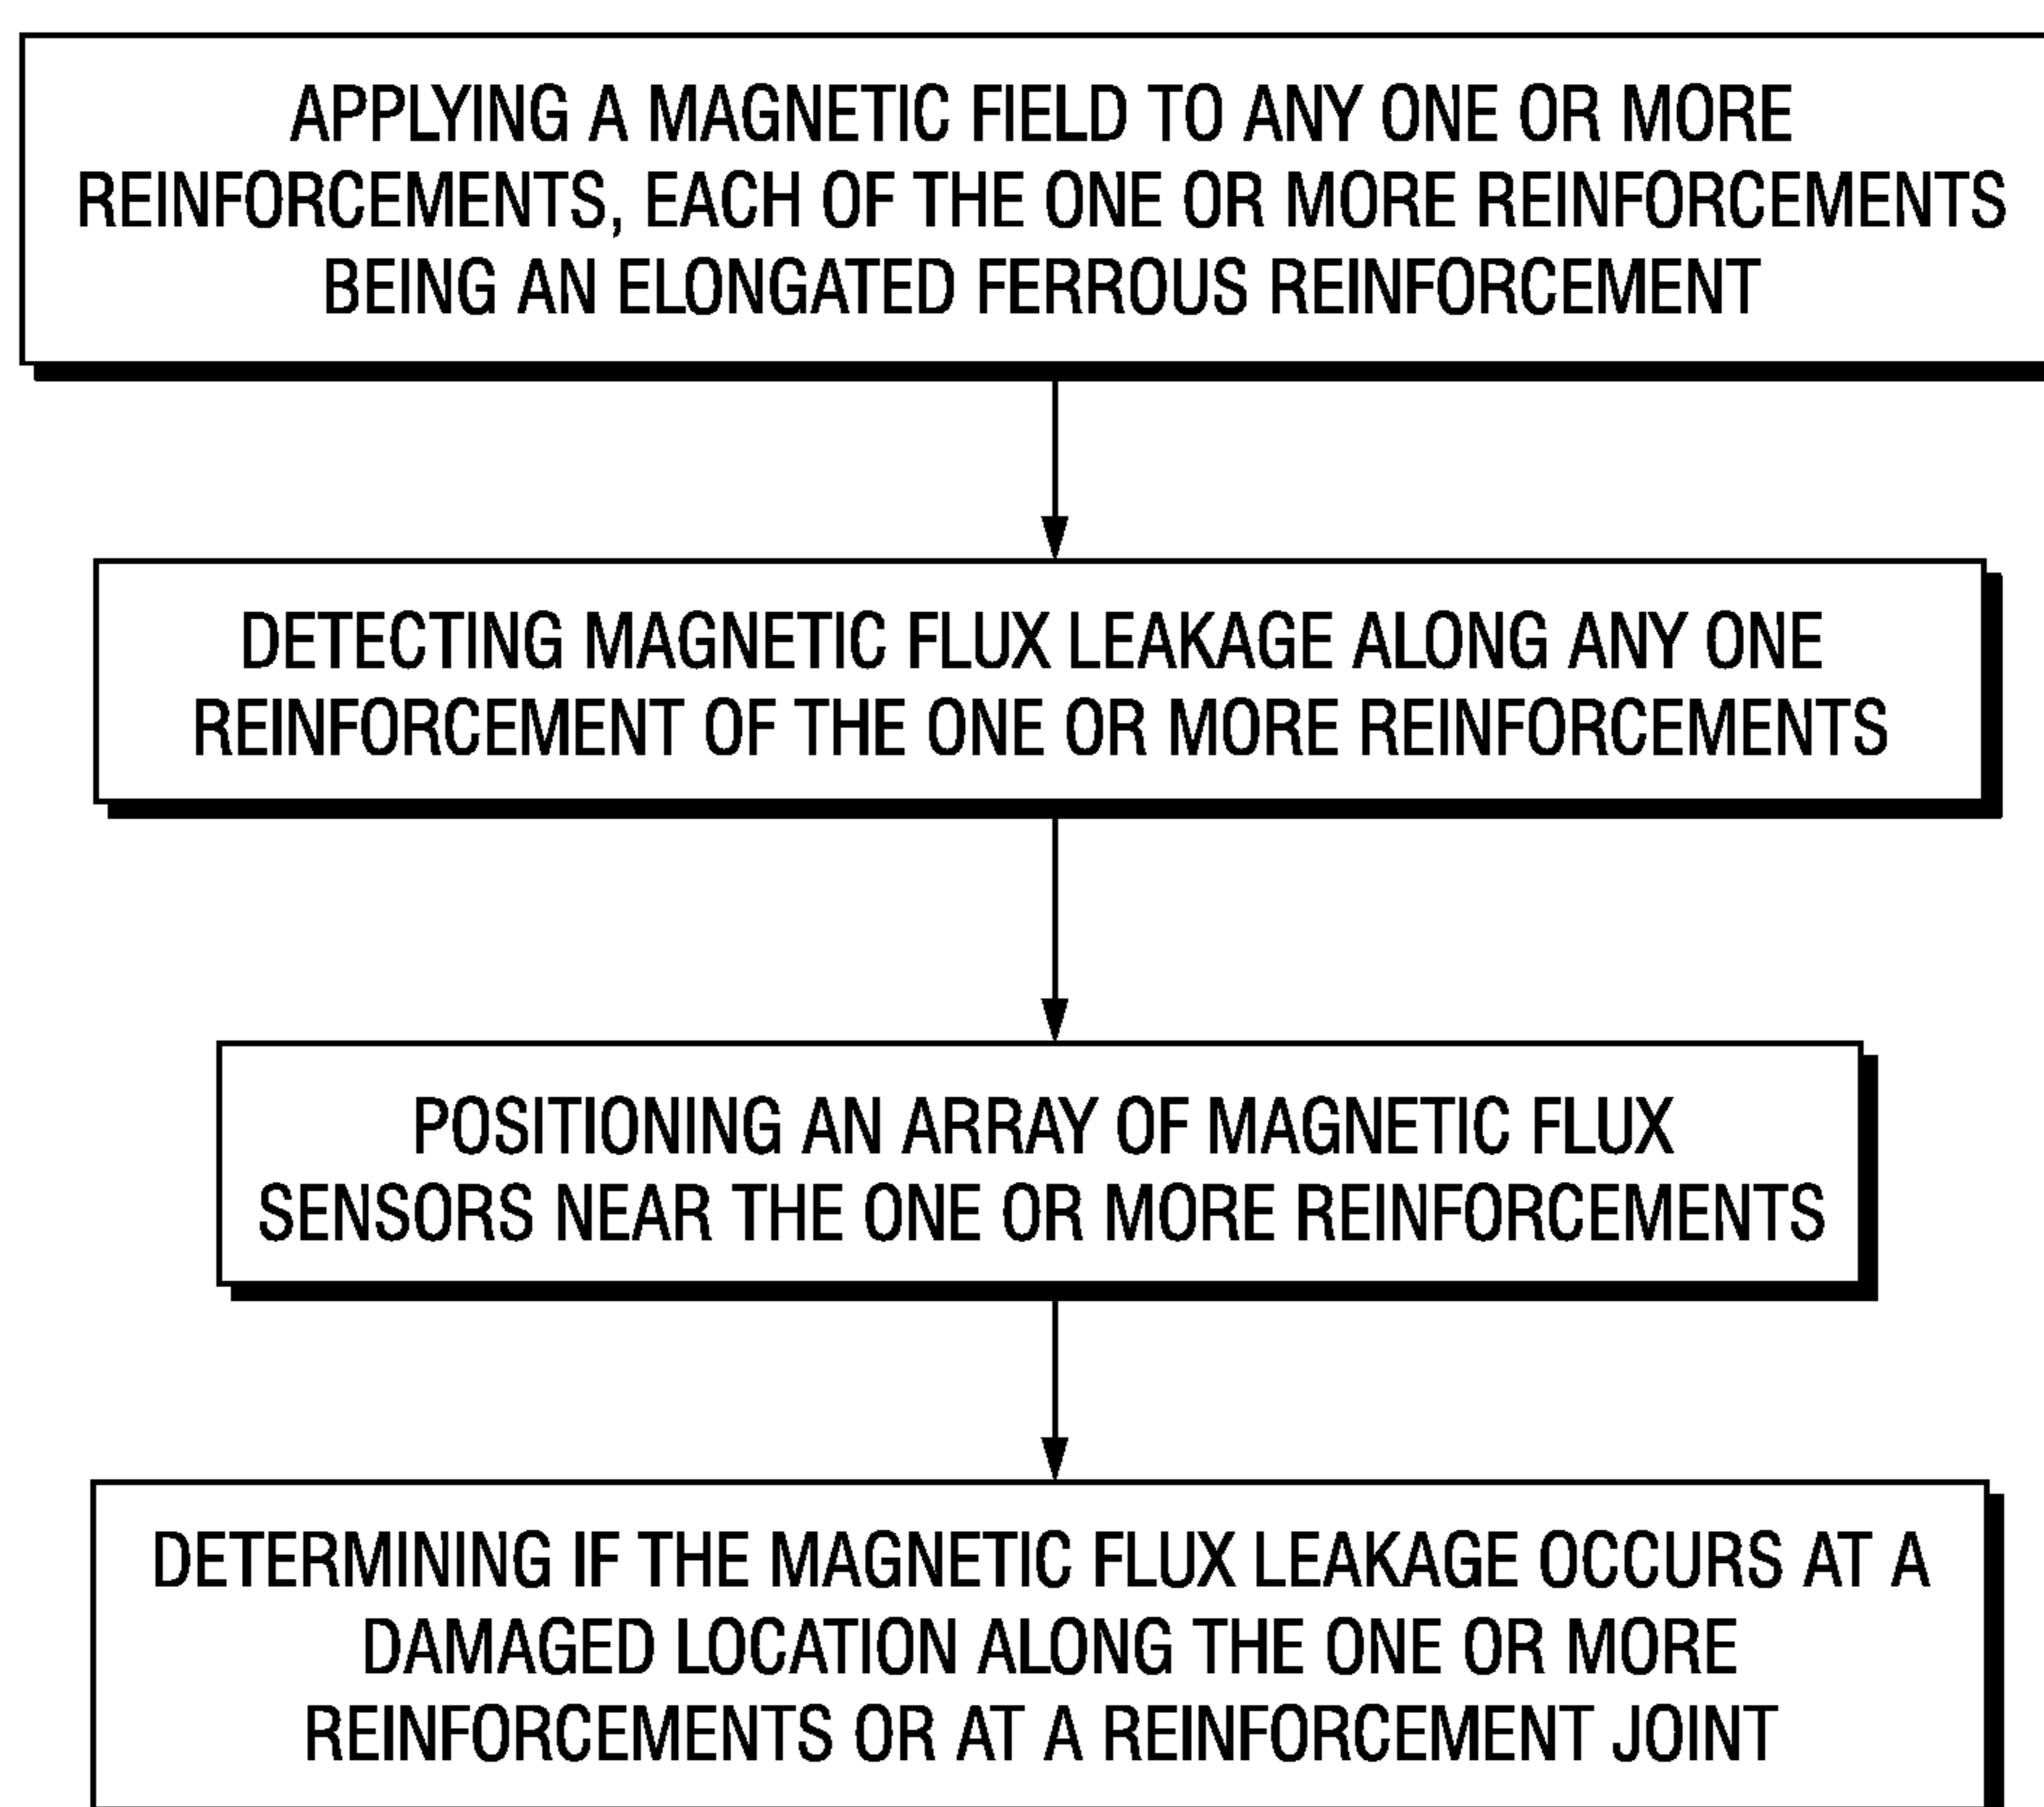 APPLYING A MAGNETIC FIELD TO ANY ONE OR MORE
REINFORCEMENTS, EACH OF THE ONE OR MORE REINFORCEMENTS
BEING AN ELONGATED FERROUS REINFORCEMENT
DETECTING MAGNETIC FLUX LEAKAGE ALONG ANY ONE
REINFORCEMENT OF THE ONE OR MORE REINFORCEMENTS
POSITIONING AN ARRAY OF MAGNETIC FLUX
SENSORS NEAR THE ONE OR MORE REINFORCEMENTS
DETERMINING IF THE MAGNETIC FLUX LEAKAGE OCCURS AT A
DAMAGED LOCATION ALONG THE ONE OR MORE
REINFORCEMENTS OR AT A REINFORCEMENT JOINT